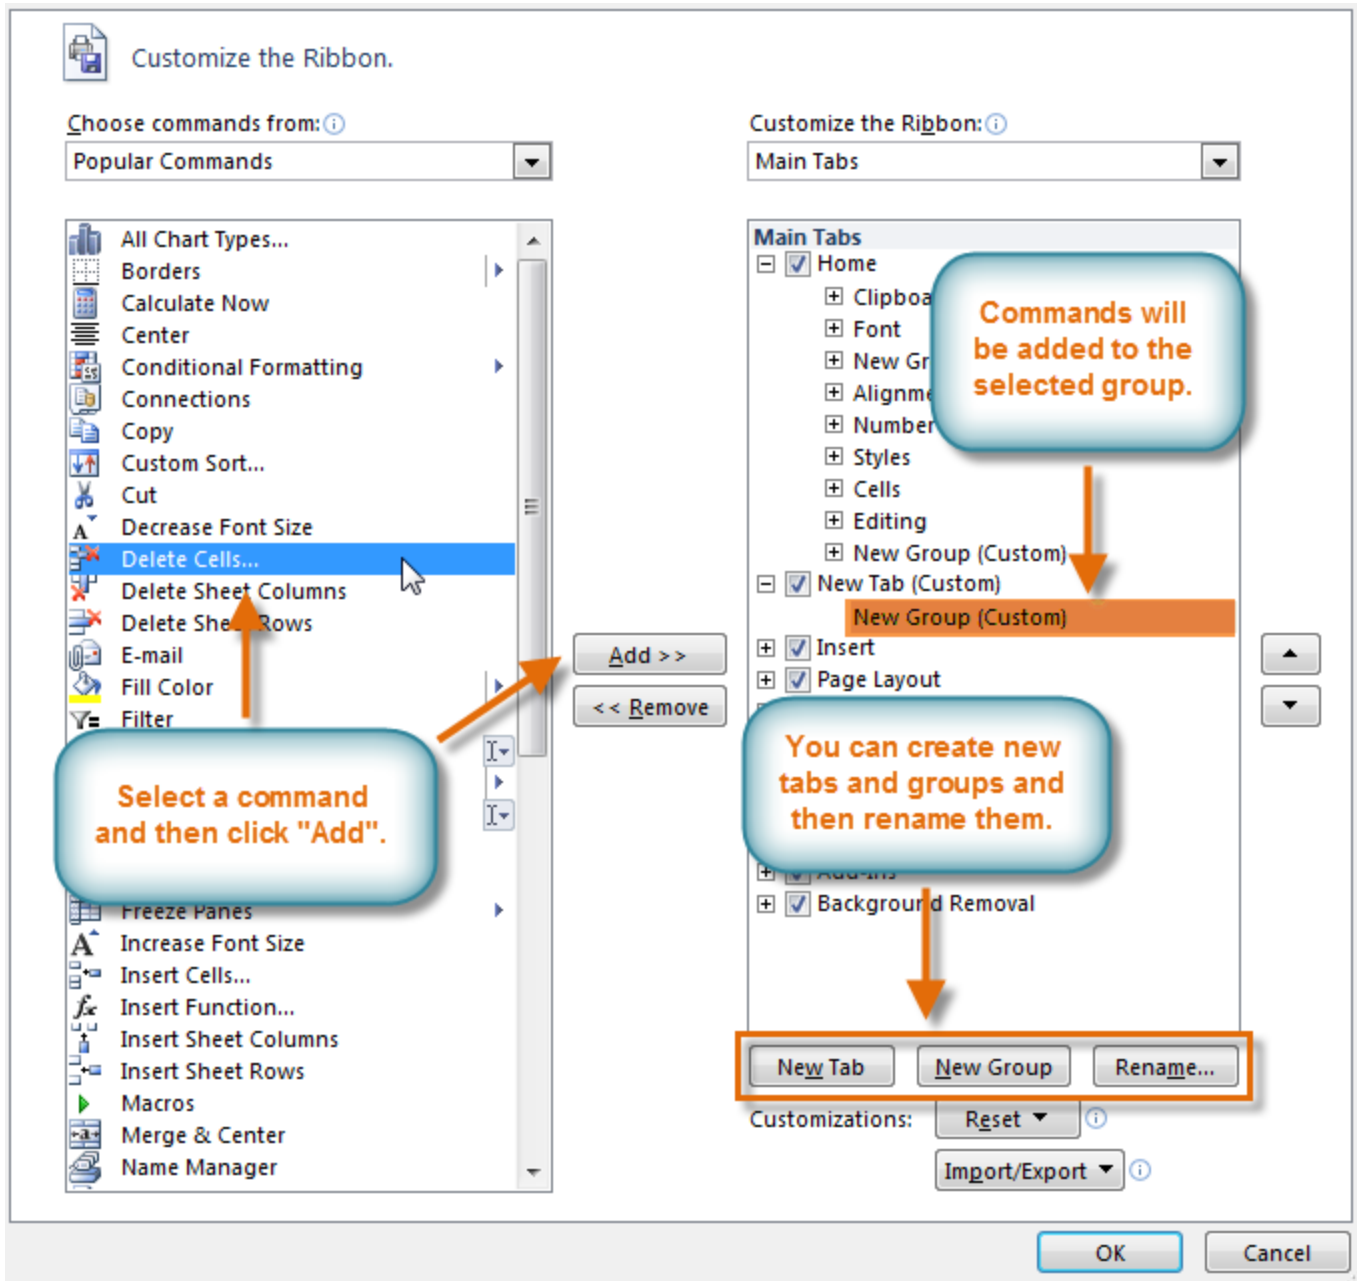 Customize the Ribbon.
Choose commands from:
Customize the Ribbon:
Popular Commands
Main Tabs
All Chart Types...
Borders
Calculate Now
Center
Conditional Formatting
Connections
Copy
Custom Sort...
Cut
Decrease Font Size
Delete Cells...
Delete Sheet Columns
Delete Rows
E-mail
Fill Color
Filter
Select a command
and then click "Add".
Freeze Panes
Increase Font Size
Insert Cells...
Insert Function...
Insert Sheet Columns
Insert Sheet Rows
Macros
Merge & Center
Name Manager
Add >>
<< Remove
Main Tabs
Home
Font
Number
Styles
Cells
Editing
New Group (Custom)
Commands will
be added to the
selected group.
New Tab (Custom)
New Group (Custom)
Insert
Page Layout
You can create new
tabs and groups and
then rename them.
Add-Ins
Background Removal
New Tab
New Group
Rename...
Customizations:
Reset
Import/Export
OK
Cancel